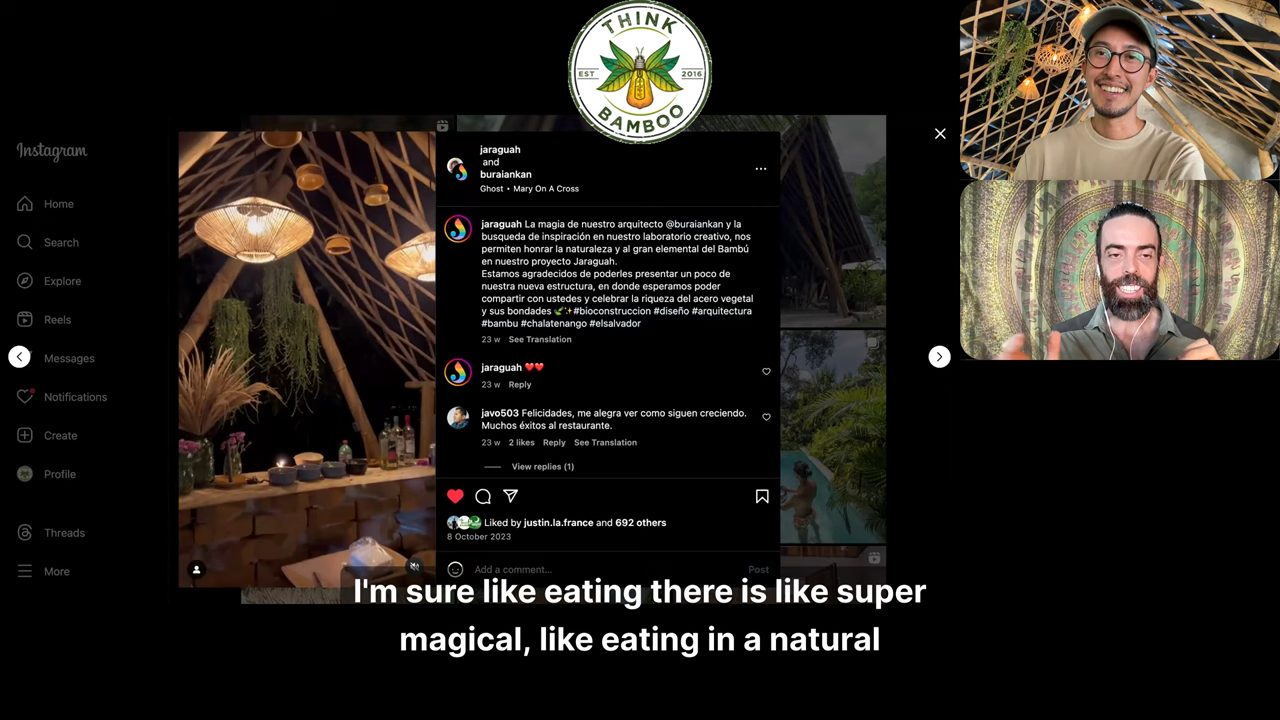 THINK
EST
2016
BAMBOO
Instagram
Home
Search
Explore
Reels
Messages
Notifications
Create
Profile
Threads
More
jaraguah
and
buraiankan
Ghost • Mary On A Cross
jaraguah La magia de nuestro arquitecto @buraiankan y la
busqueda de inspiración en nuestro laboratorio creativo, nos
permiten honrar la naturaleza y al gran elemental del Bambú
en nuestro proyecto Jaraguah.
Estamos agradecidos de poderles presentar un poco de
nuestra nueva estructura, en donde esperamos poder
compartir con ustedes y celebrar la riqueza del acero vegetal
y sus bondades 🌿✨#bioconstruccion #diseño #arquitectura
#bambu #chalatenango #elsalvador
23 w See Translation
jaraguah ❤️❤️
23 w Reply
javo503 Felicidades, me alegra ver como siguen creciendo.
Muchos éxitos al restaurante.
23 w 2 likes Reply See Translation
View replies (1)
Liked by justin.la.france and 692 others
8 October 2023
Add a comment...
Post
I'm sure like eating there is like super
magical, like eating in a natural